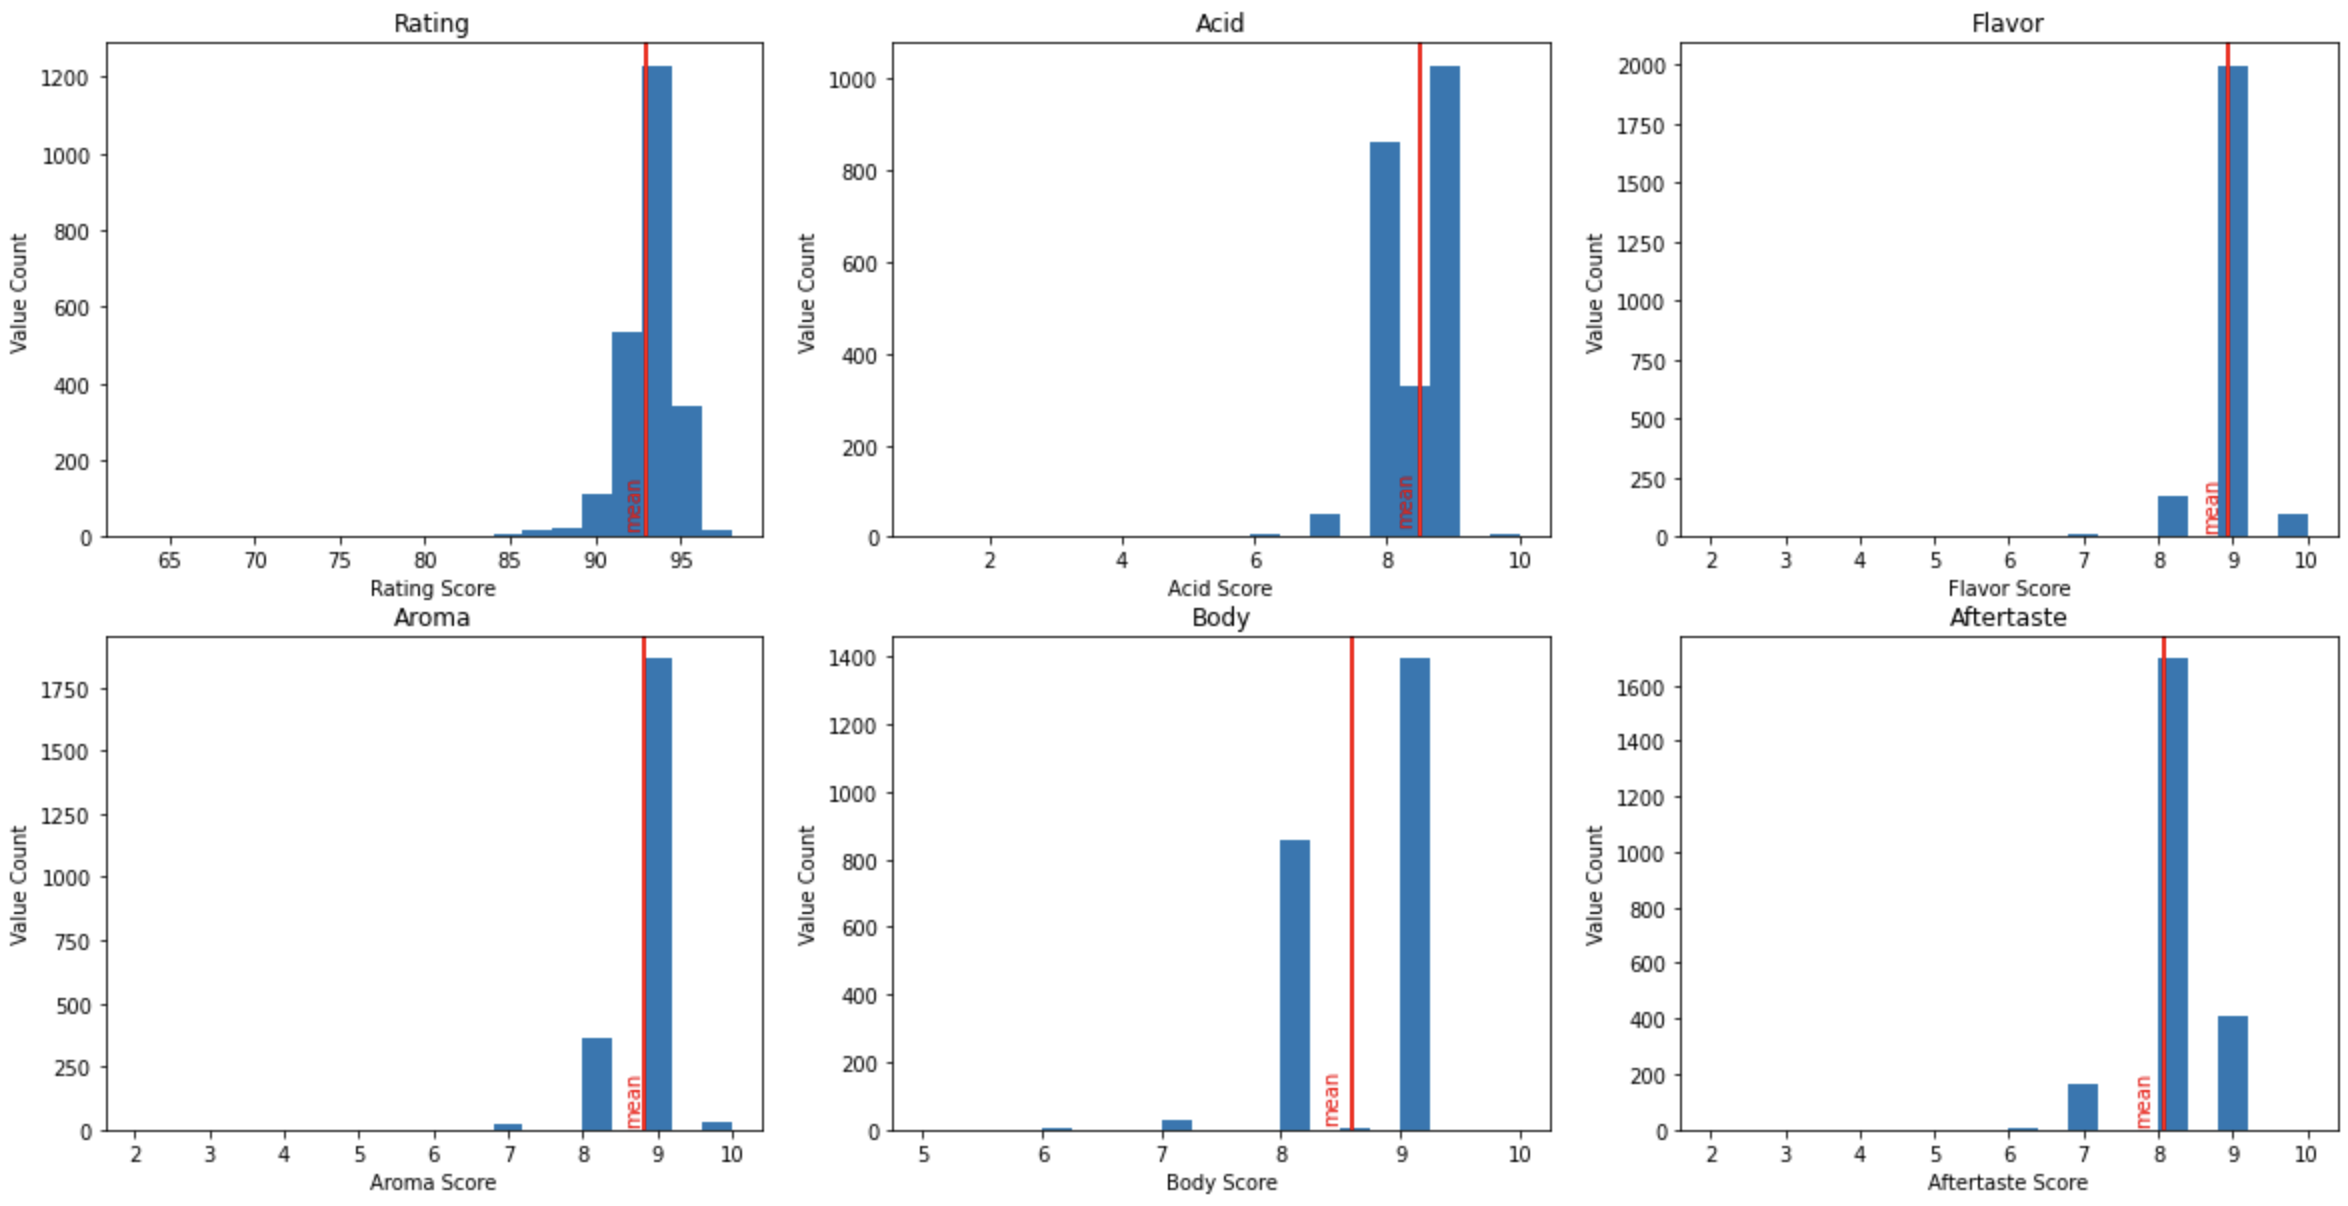 Rating
1200
1000
800
600
400
200
0
Value Count
mean
65 70 75 80 85 90 95
Rating Score
Acid
1000
800
600
400
200
0
Value Count
mean
2 4 6 8 10
Acid Score
Flavor
2000
1750
1500
1250
1000
750
500
250
0
Value Count
mean
2 3 4 5 6 7 8 9 10
Flavor Score
Aroma
1750
1500
1250
1000
750
500
250
0
Value Count
mean
2 3 4 5 6 7 8 9 10
Aroma Score
Body
1400
1200
1000
800
600
400
200
0
Value Count
mean
5 6 7 8 9 10
Body Score
Aftertaste
1600
1400
1200
1000
800
600
400
200
0
Value Count
mean
2 3 4 5 6 7 8 9 10
Aftertaste Score